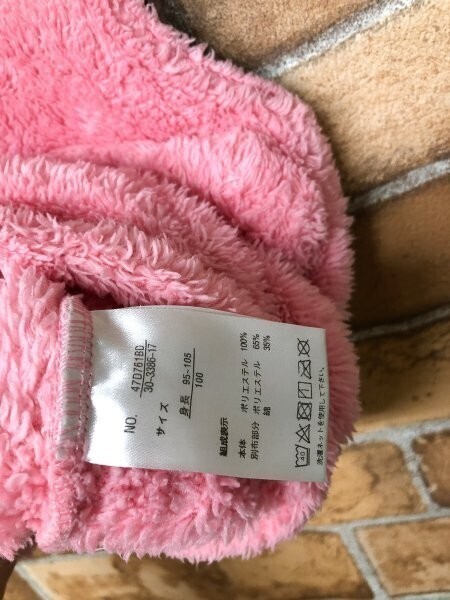 NO. 47D761BD
30-3386-17
サイズ
身長 95-105
100
組成表示
本体 ポリエステル 100%
別布部分 ポリエステル 65%
綿 35%
40
洗濯ネットを使用して下さい。